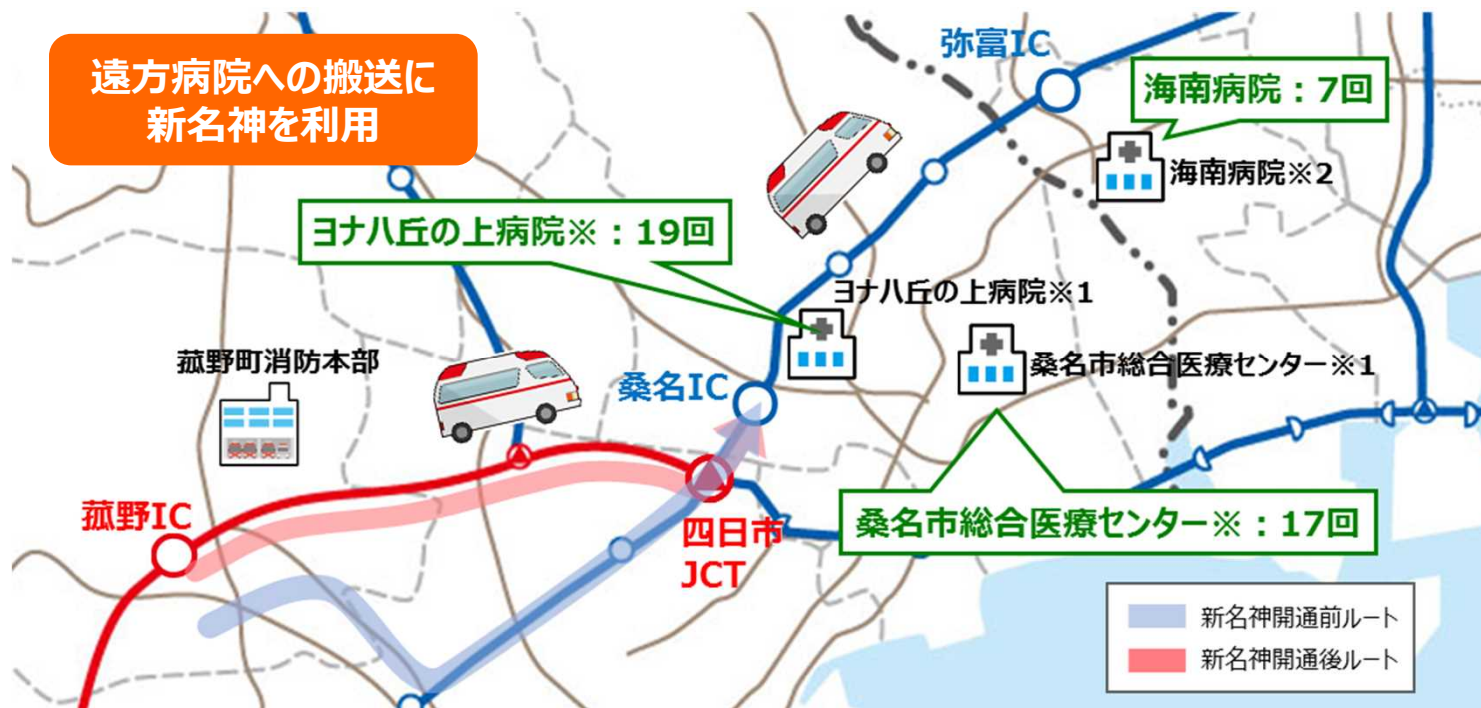 遠方病院への搬送に
新名神を利用
弥富IC
海南病院：7回
海南病院※2
ヨナハ丘の上病院※：19回
ヨナハ丘の上病院※1
菰野町消防本部
桑名IC
桑名市総合医療センター※1
菰野IC
四日市
JCT
桑名市総合医療センター※：17回
新名神開通前ルート
新名神開通後ルート